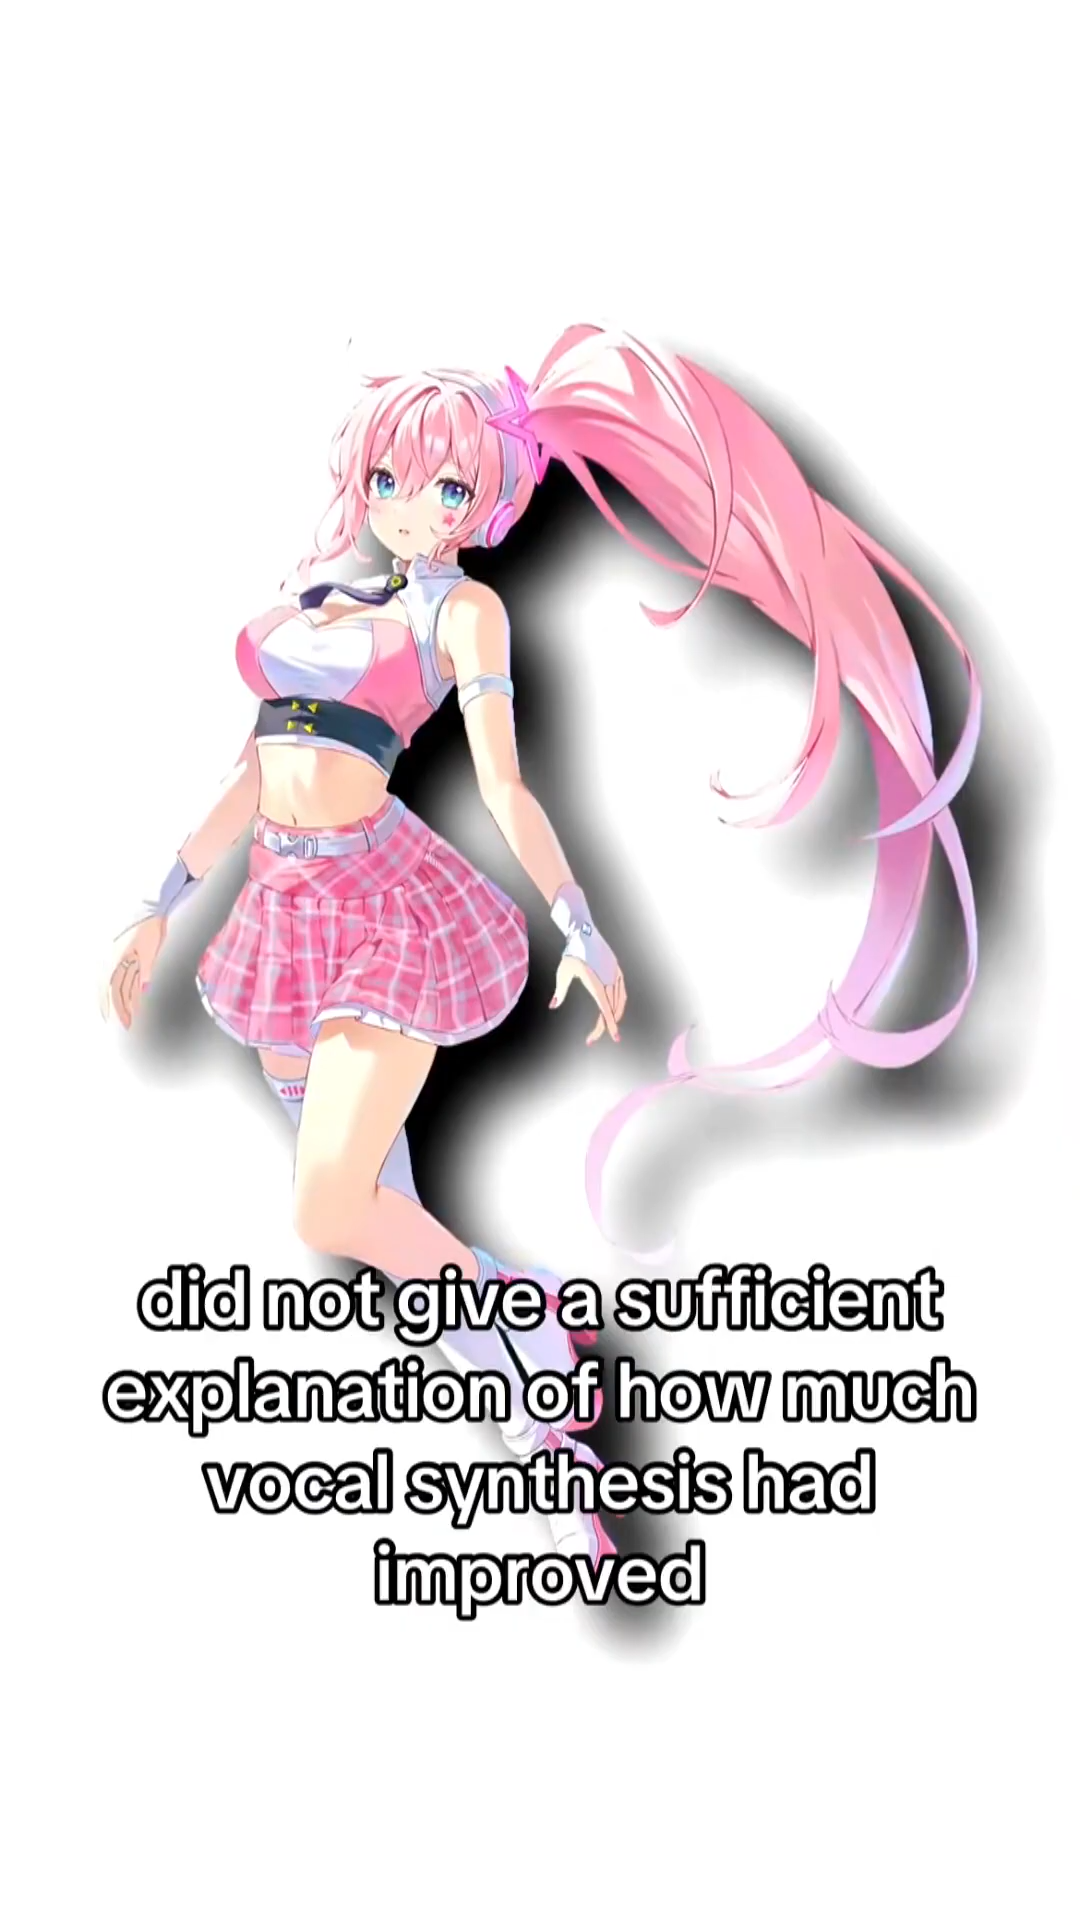 did not give a sufficient
explanation of how much
vocal synthesis had
improved